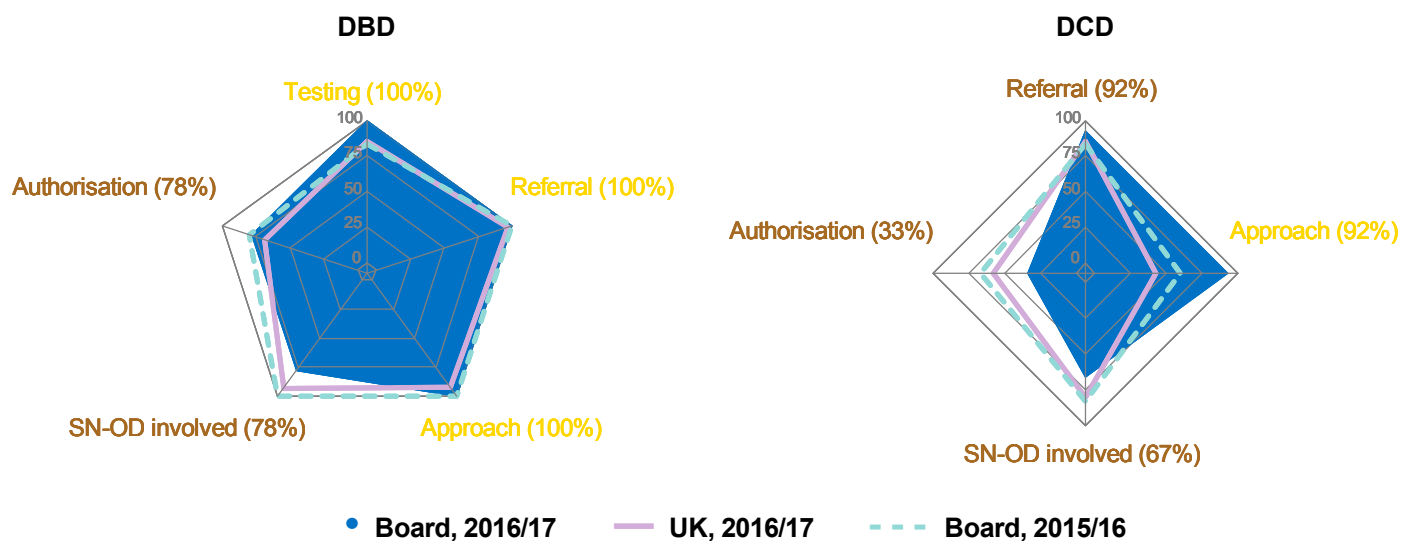 DBD
Testing (100%)
100
75
50
25
0
Authorisation (78%)
Referral (100%)
SN-OD involved (78%)
Approach (100%)
DCD
Referral (92%)
100
75
50
25
0
Authorisation (33%)
Approach (92%)
SN-OD involved (67%)
Board, 2016/17
UK, 2016/17
Board, 2015/16